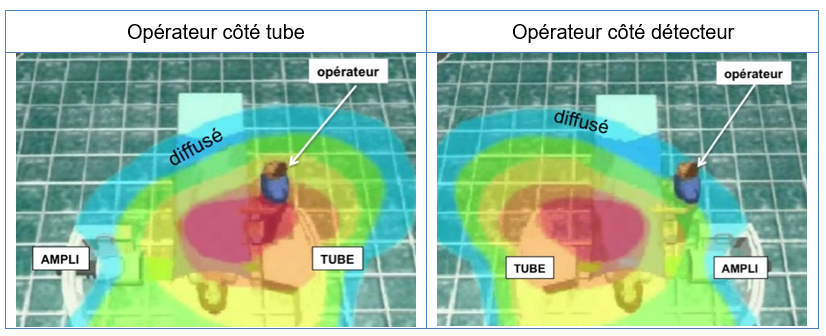 Opérateur côté tube
Opérateur côté détecteur
opérateur
diffusé
AMPLI
TUBE
opérateur
diffusé
TUBE
AMPLI